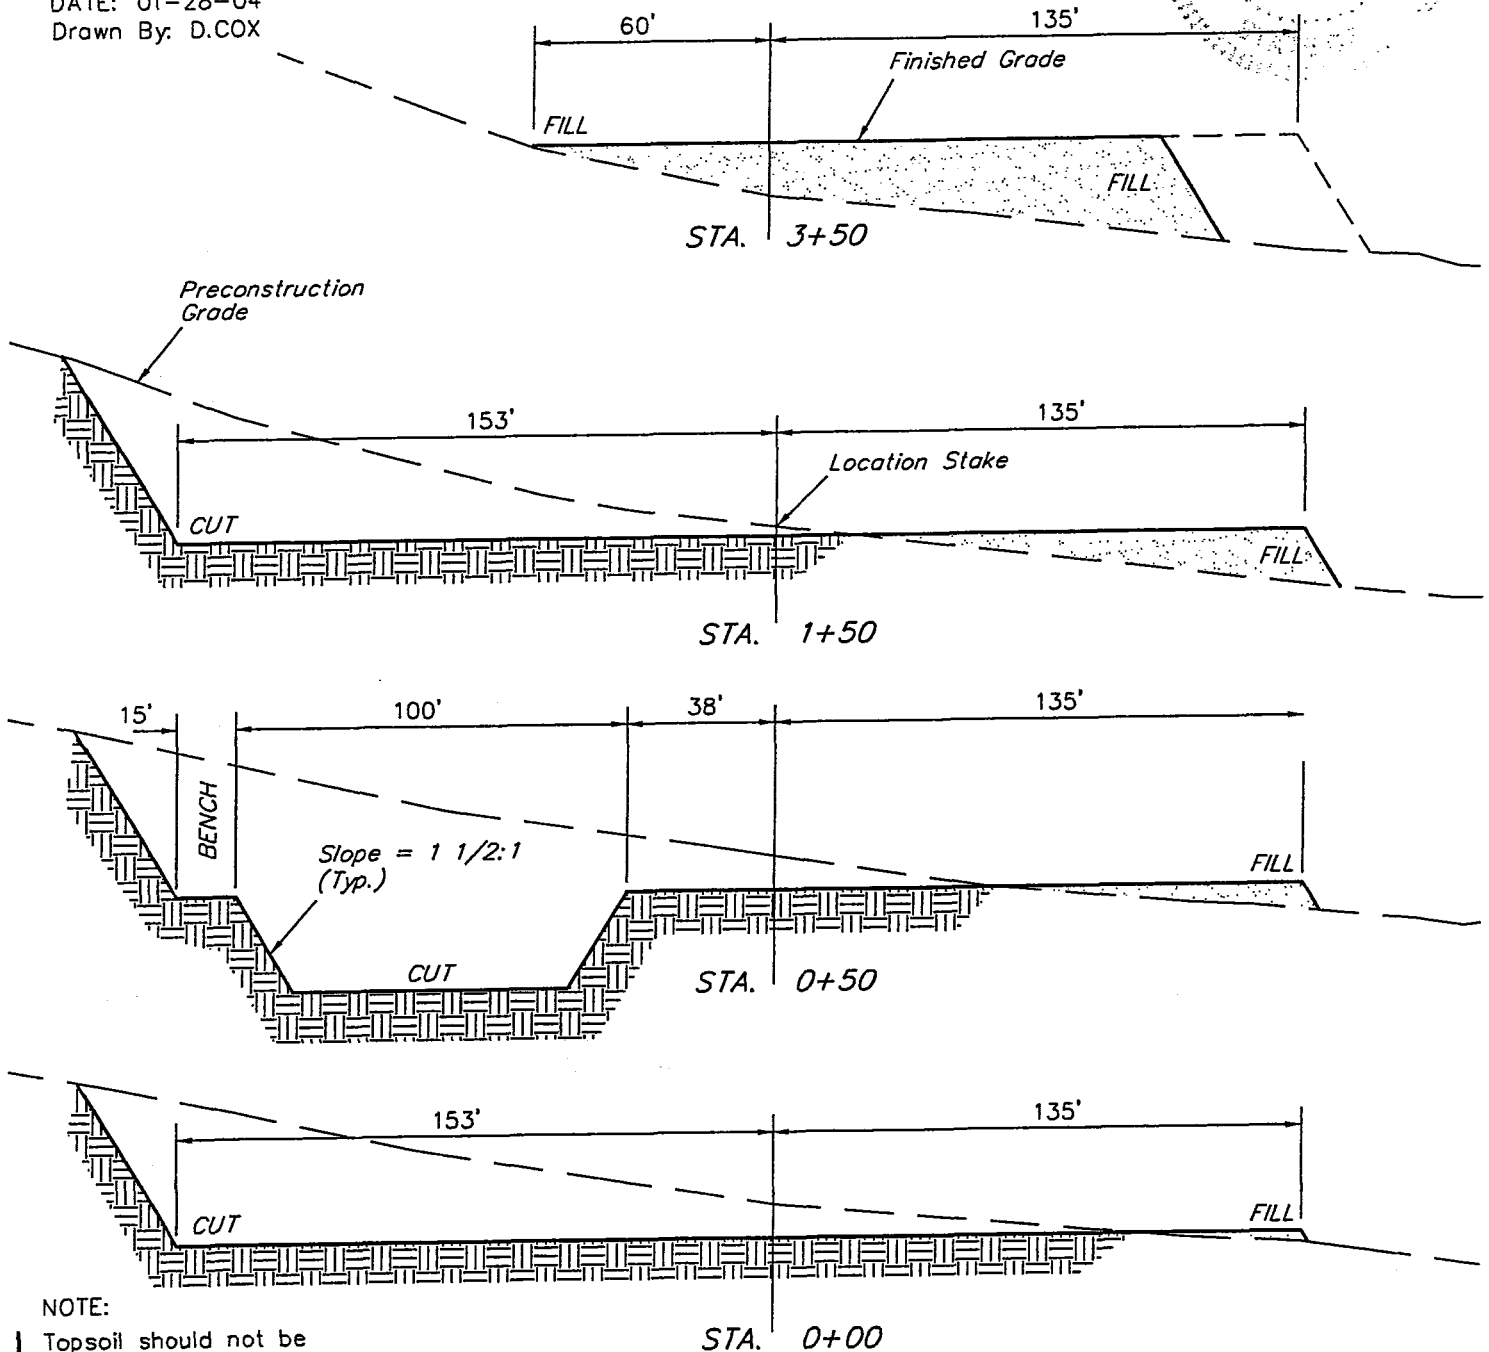 DATE: 01-28-04
Drawn By: D.COX
60'
135'
Finished Grade
FILL
FILL
STA. 3+50
Preconstruction
Grade
153'
135'
Location Stake
CUT
FILL
STA. 1+50
15'
100'
38'
135'
BENCH
Slope = 1 1/2:1
(Typ.)
FILL
CUT
STA. 0+50
153'
135'
CUT
FILL
NOTE:
Topsoil should not be
STA. 0+00